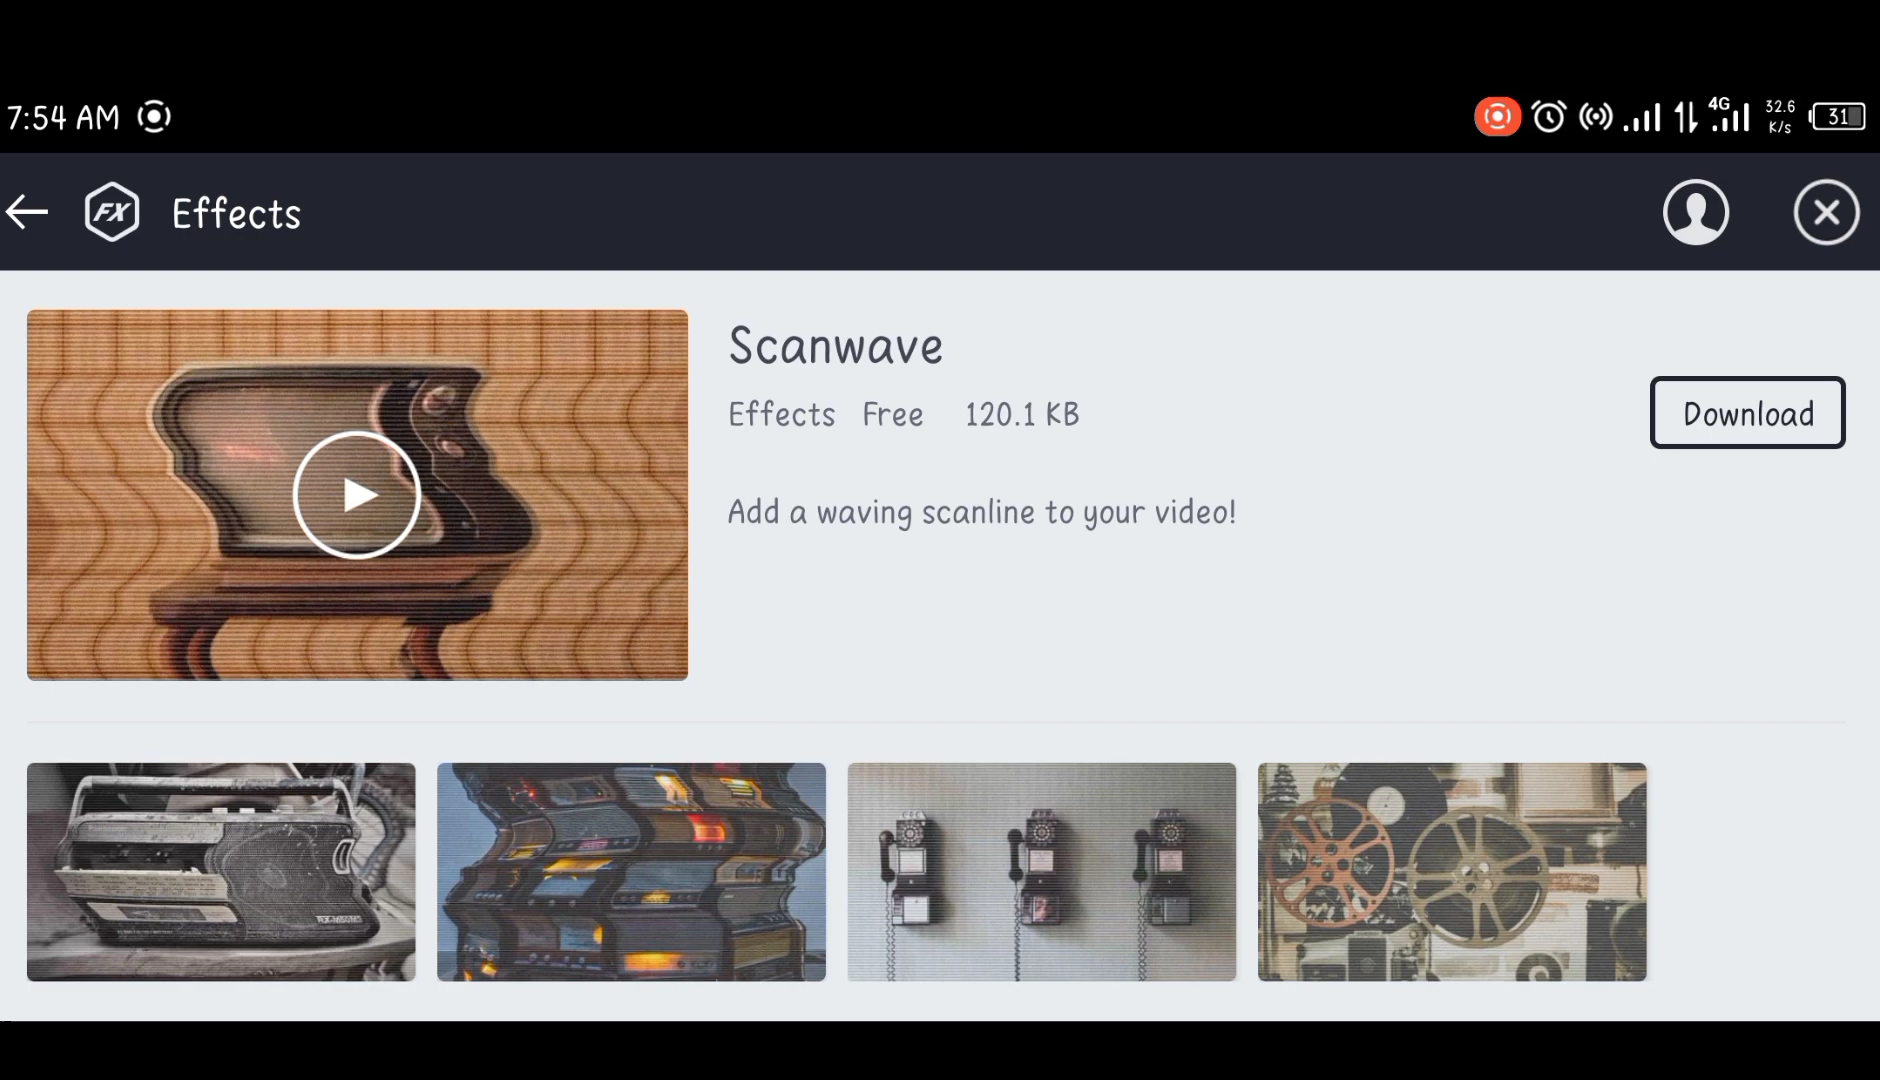 7:54 AM
4G
32.6
K/s
31
FX Effects
Scanwave
Effects Free 120.1 KB
Download
Add a waving scanline to your video!